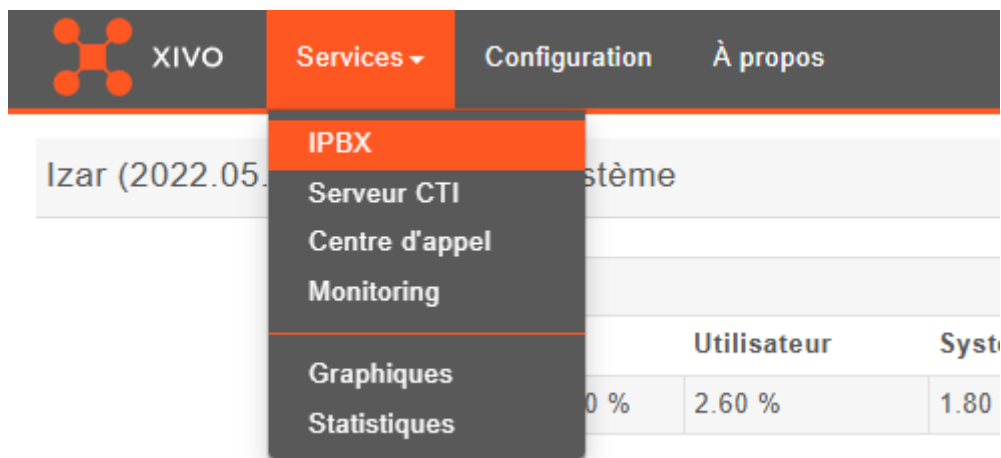 XIVO Services Configuration À propos
IPBX
Izar (2022.05. stème
Serveur CTI
Centre d'appel
Monitoring
Utilisateur Syst
Graphiques
0 % 2.60 % 1.80
Statistiques